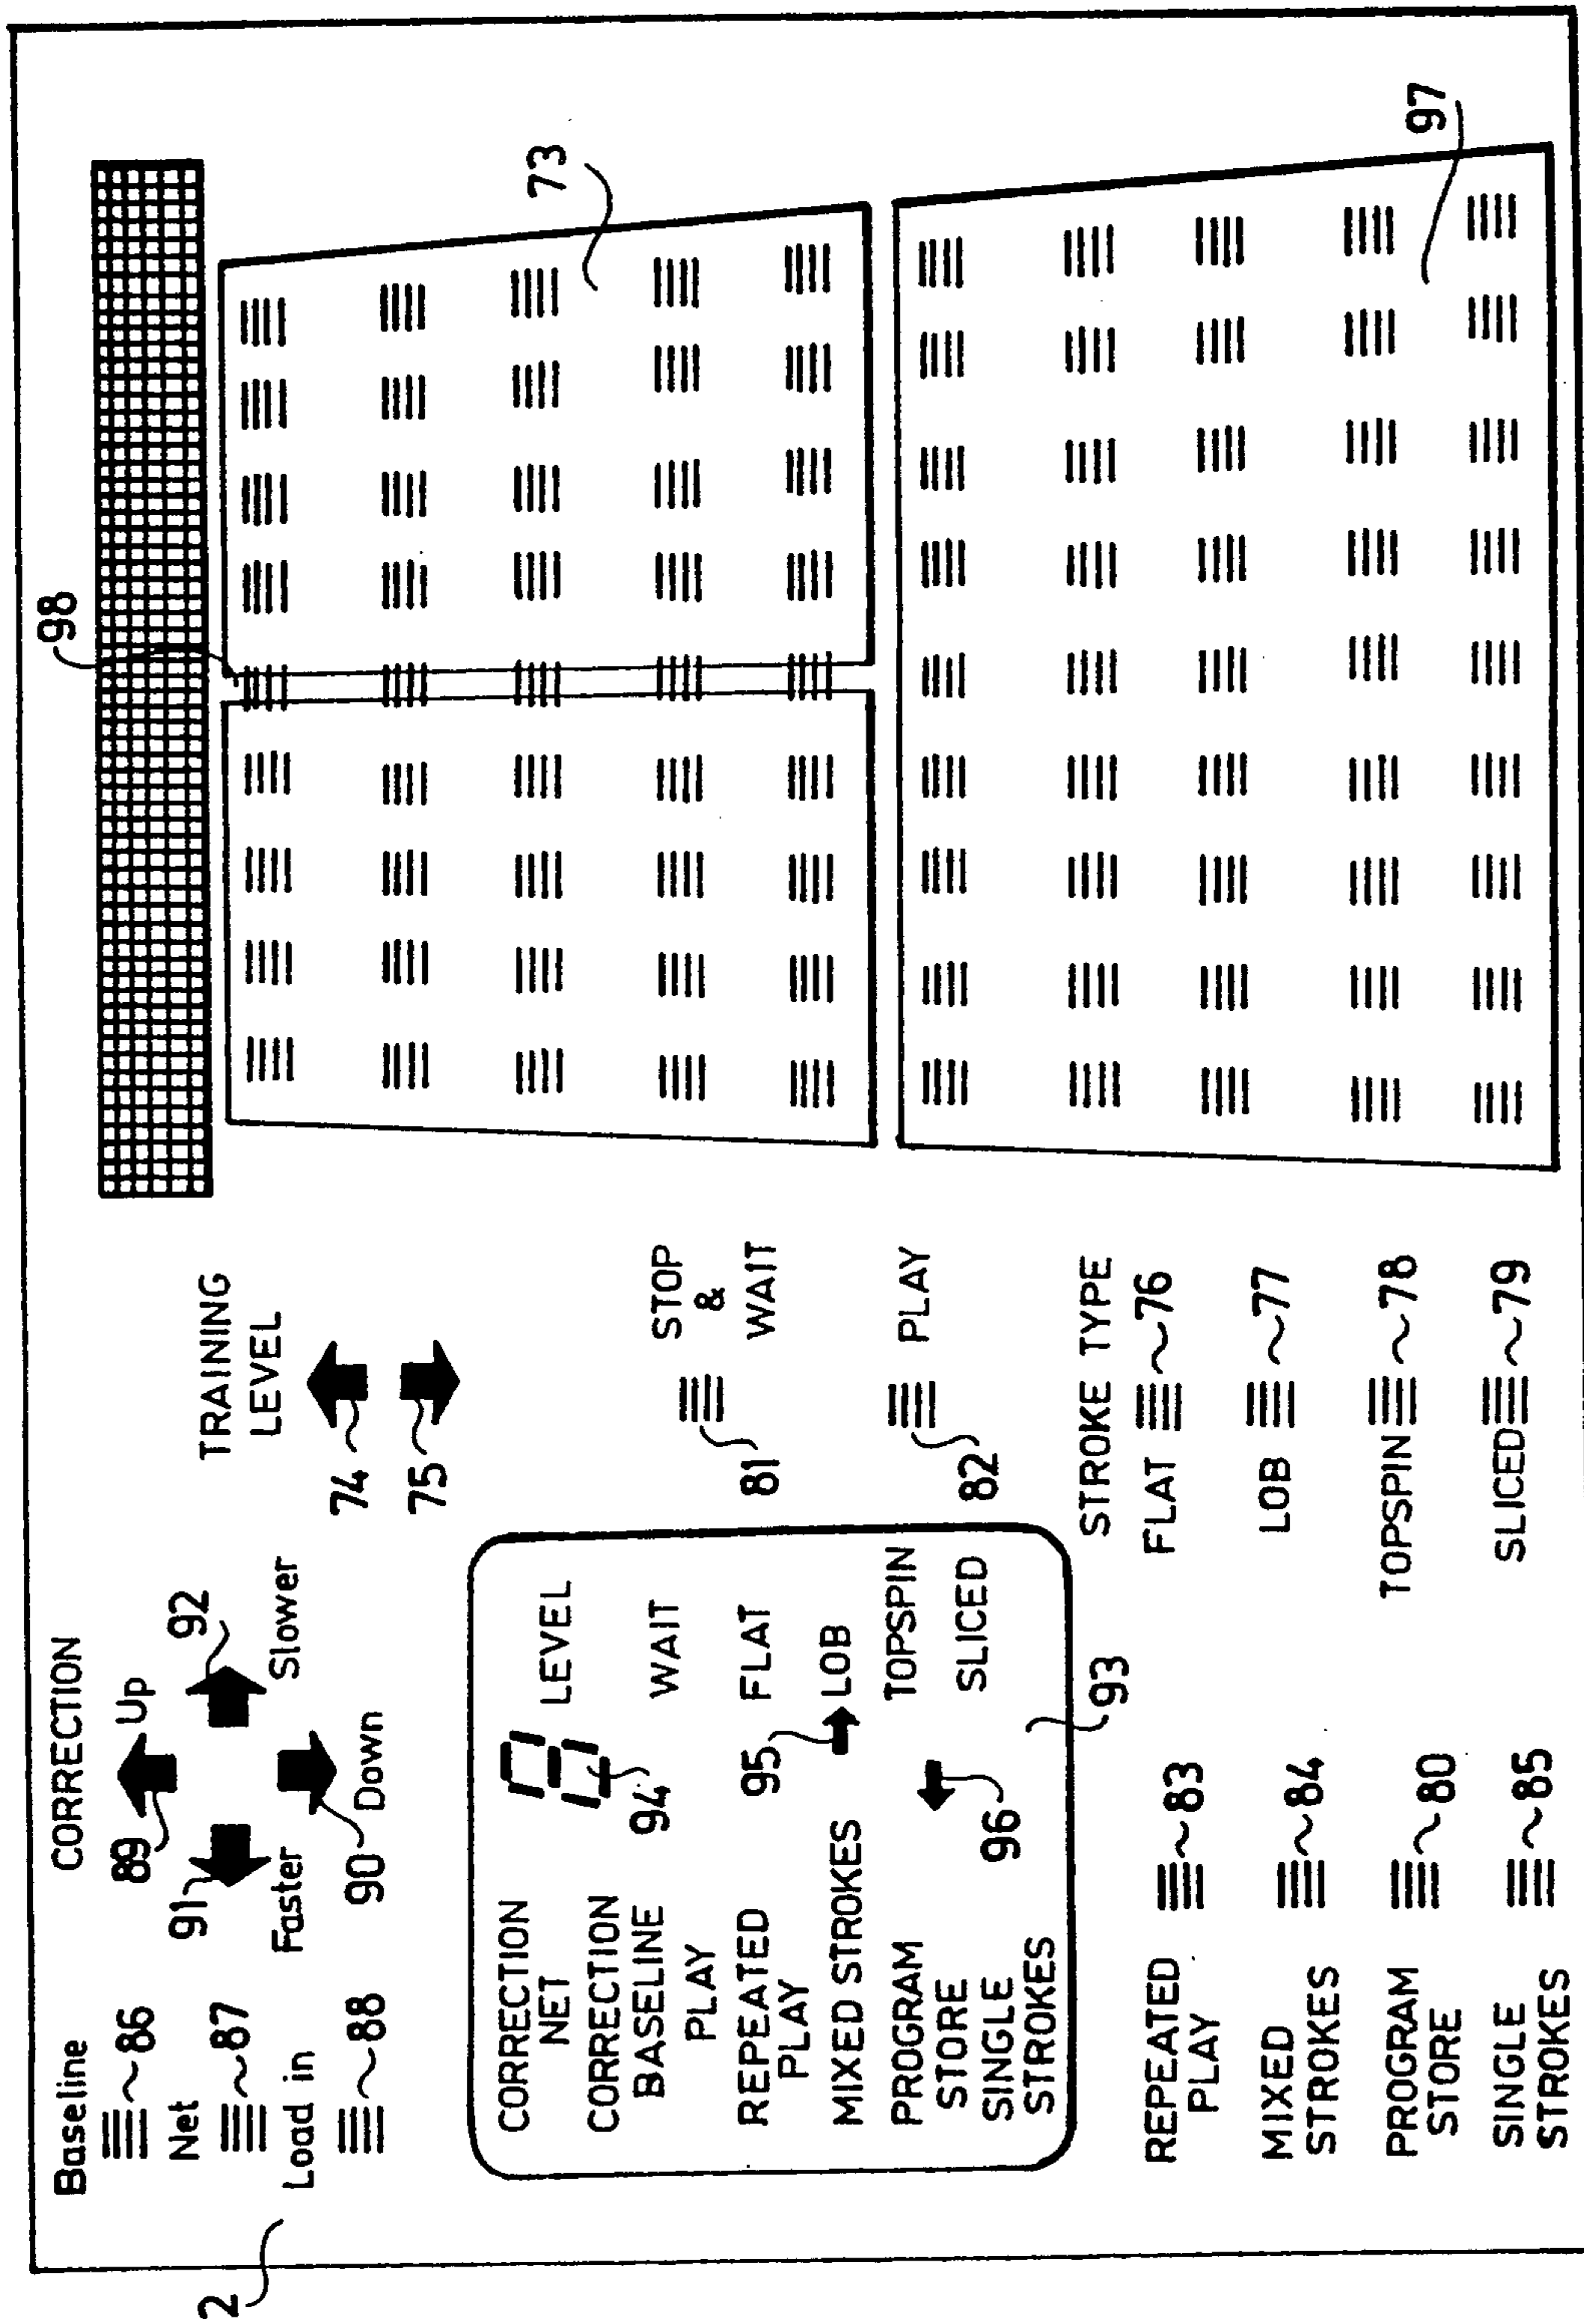 2
Baseline
86
Net
87
Load in
88
CORRECTION
89
Up
91
92
Faster
Slower
90
Down
TRAINING
LEVEL
74
75
CORRECTION
NET
CORRECTION
BASELINE
PLAY
REPEATED
PLAY
MIXED STROKES
PROGRAM
STORE
SINGLE
STROKES
8
LEVEL
94
WAIT
95
FLAT
LOB
96
TOPSPIN
SLICED
93
81
STOP
&
WAIT
82
PLAY
REPEATED
PLAY
83
MIXED
STROKES
84
PROGRAM
STORE
80
SINGLE
STROKES
85
STROKE TYPE
FLAT
76
LOB
77
TOPSPIN
78
SLICED
79
98
73
97